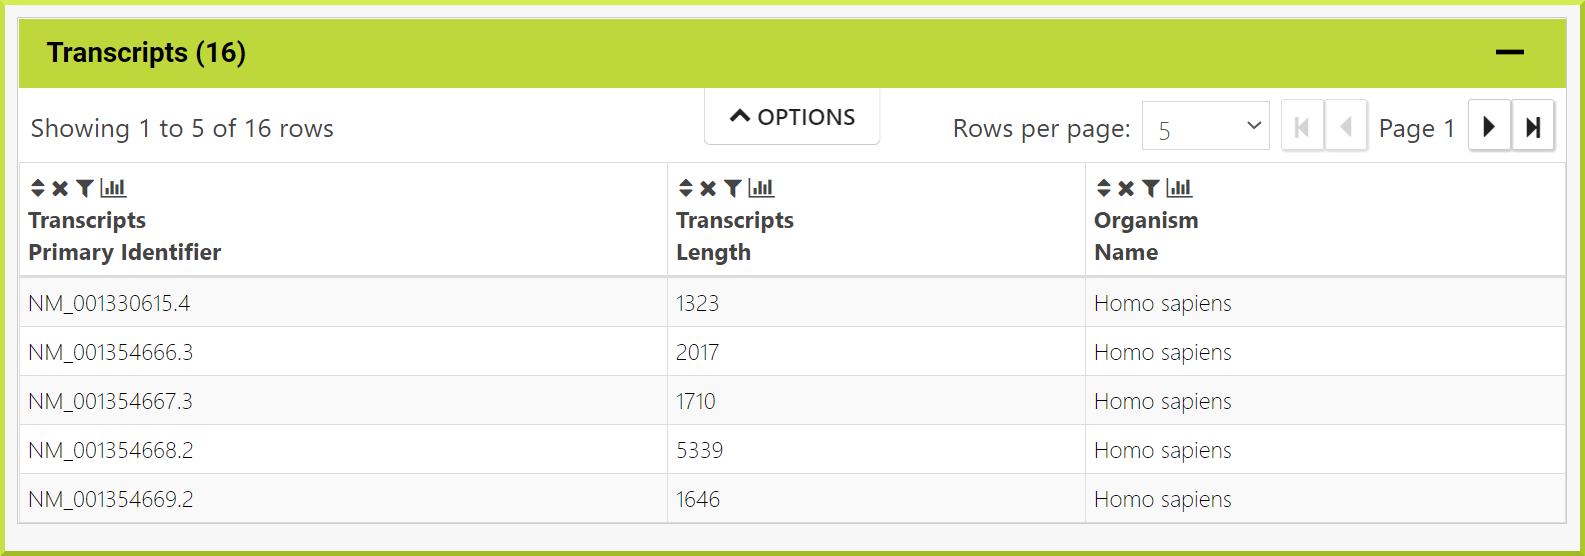 Transcripts (16)
Showing 1 to 5 of 16 rows
OPTIONS
Rows per page: 5
Page 1
Transcripts Primary Identifier
Transcripts Length
Organism Name
NM_001330615.4 1323 Homo sapiens
NM_001354666.3 2017 Homo sapiens
NM_001354667.3 1710 Homo sapiens
NM_001354668.2 5339 Homo sapiens
NM_001354669.2 1646 Homo sapiens